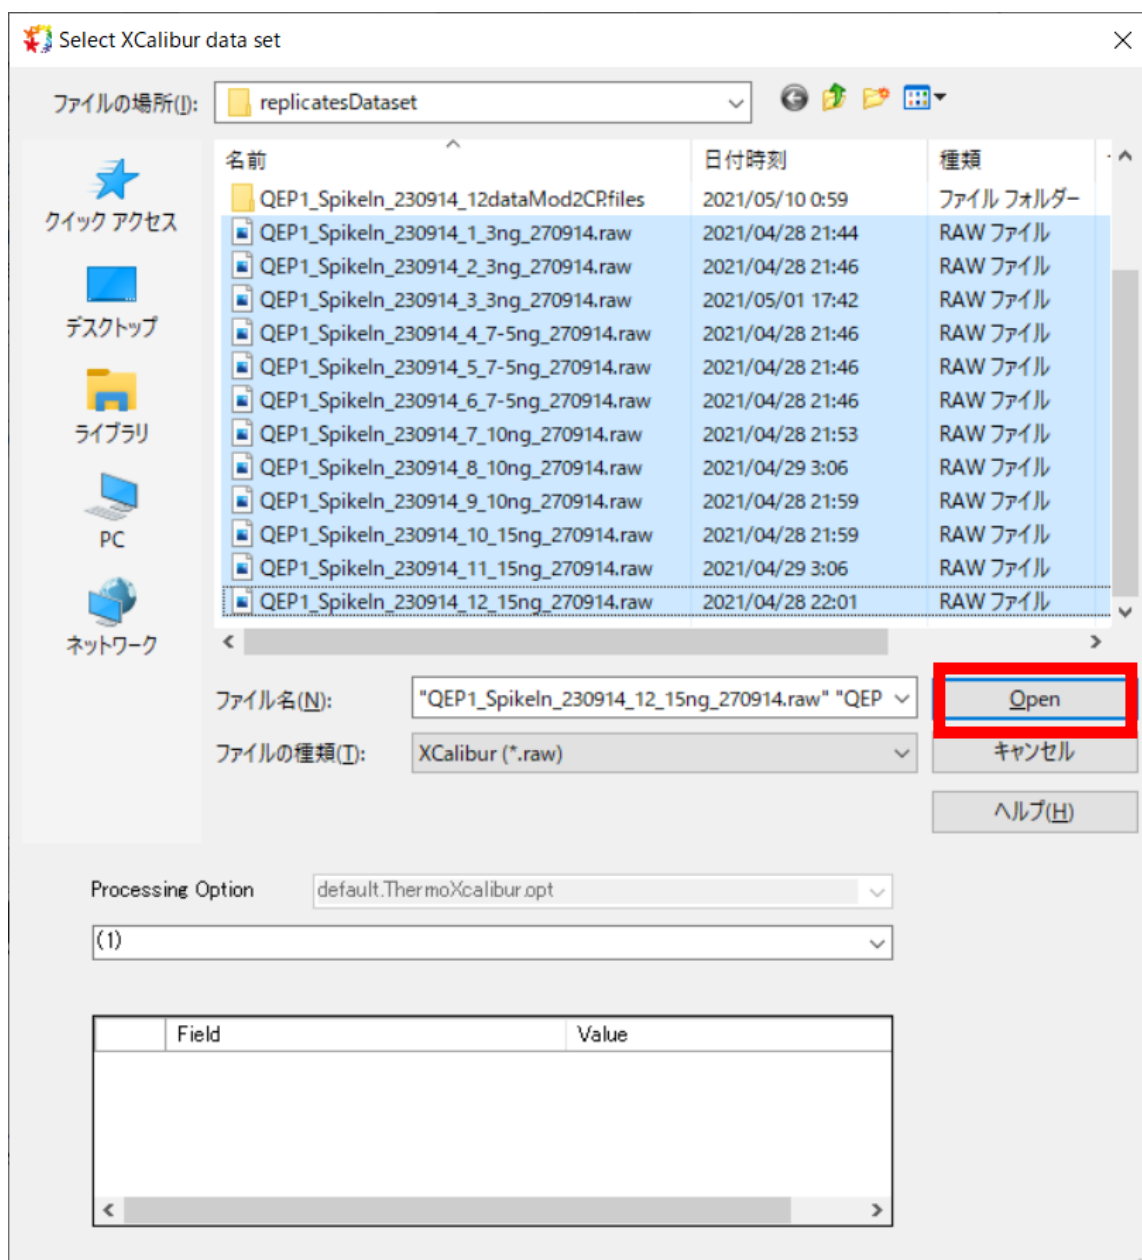 Select XCalibur data set
ファイルの場所(I): replicatesDataset
名前 日付時刻 種類
QEP1_SpikeIn_230914_12dataMod2CP.files 2021/05/10 0:59 ファイル フォルダー
QEP1_SpikeIn_230914_1_3ng_270914.raw 2021/04/28 21:44 RAW ファイル
QEP1_SpikeIn_230914_2_3ng_270914.raw 2021/04/28 21:46 RAW ファイル
QEP1_SpikeIn_230914_3_3ng_270914.raw 2021/05/01 17:42 RAW ファイル
QEP1_SpikeIn_230914_4_7-5ng_270914.raw 2021/04/28 21:46 RAW ファイル
QEP1_SpikeIn_230914_5_7-5ng_270914.raw 2021/04/28 21:46 RAW ファイル
QEP1_SpikeIn_230914_6_7-5ng_270914.raw 2021/04/28 21:46 RAW ファイル
QEP1_SpikeIn_230914_7_10ng_270914.raw 2021/04/28 21:53 RAW ファイル
QEP1_SpikeIn_230914_8_10ng_270914.raw 2021/04/29 3:06 RAW ファイル
QEP1_SpikeIn_230914_9_10ng_270914.raw 2021/04/28 21:59 RAW ファイル
QEP1_SpikeIn_230914_10_15ng_270914.raw 2021/04/28 21:59 RAW ファイル
QEP1_SpikeIn_230914_11_15ng_270914.raw 2021/04/29 3:06 RAW ファイル
QEP1_SpikeIn_230914_12_15ng_270914.raw 2021/04/28 22:01 RAW ファイル
クイック アクセス
デスクトップ
ライブラリ
PC
ネットワーク
ファイル名(N): "QEP1_SpikeIn_230914_12_15ng_270914.raw" "QEP Open
ファイルの種類(T): XCalibur (*.raw) キャンセル
ヘルプ(H)
Processing Option default.ThermoXcalibur.opt
(1)
Field Value